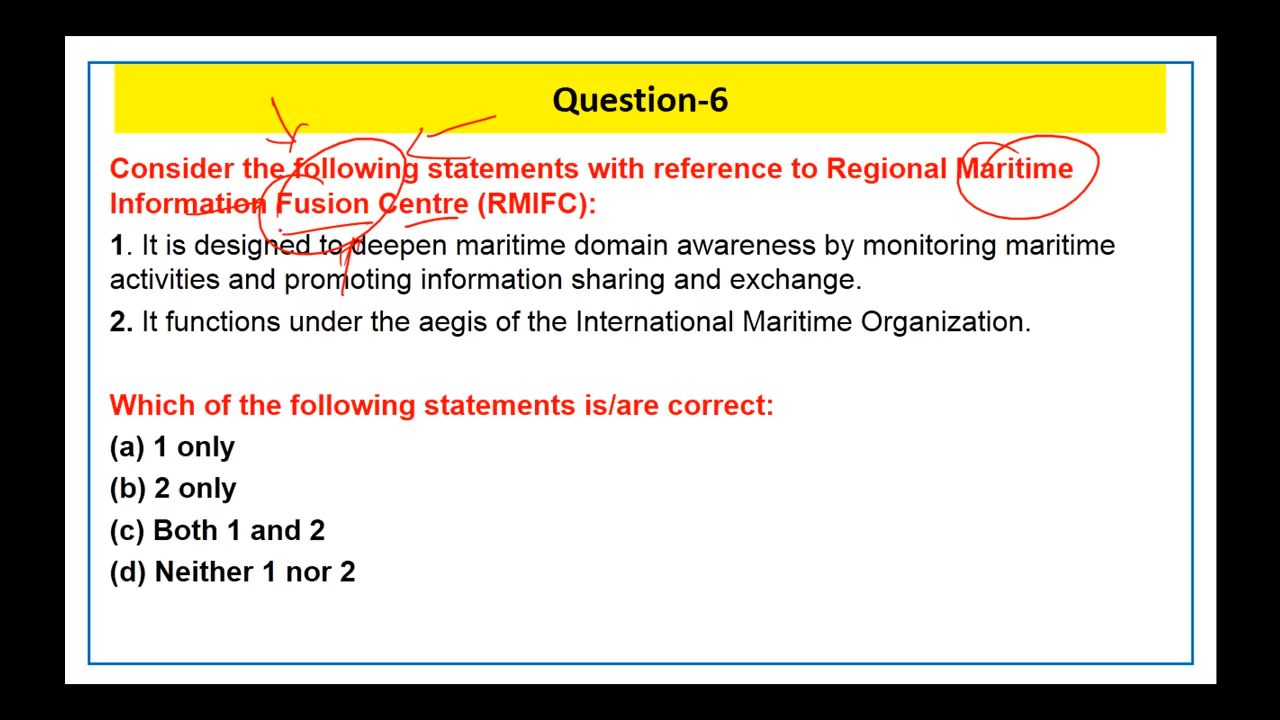 Question-6
Consider the following statements with reference to Regional Maritime
Information Fusion Centre (RMIFC):
1. It is designed to deepen maritime domain awareness by monitoring maritime
activities and promoting information sharing and exchange.
2. It functions under the aegis of the International Maritime Organization.
Which of the following statements is/are correct:
(a) 1 only
(b) 2 only
(c) Both 1 and 2
(d) Neither 1 nor 2